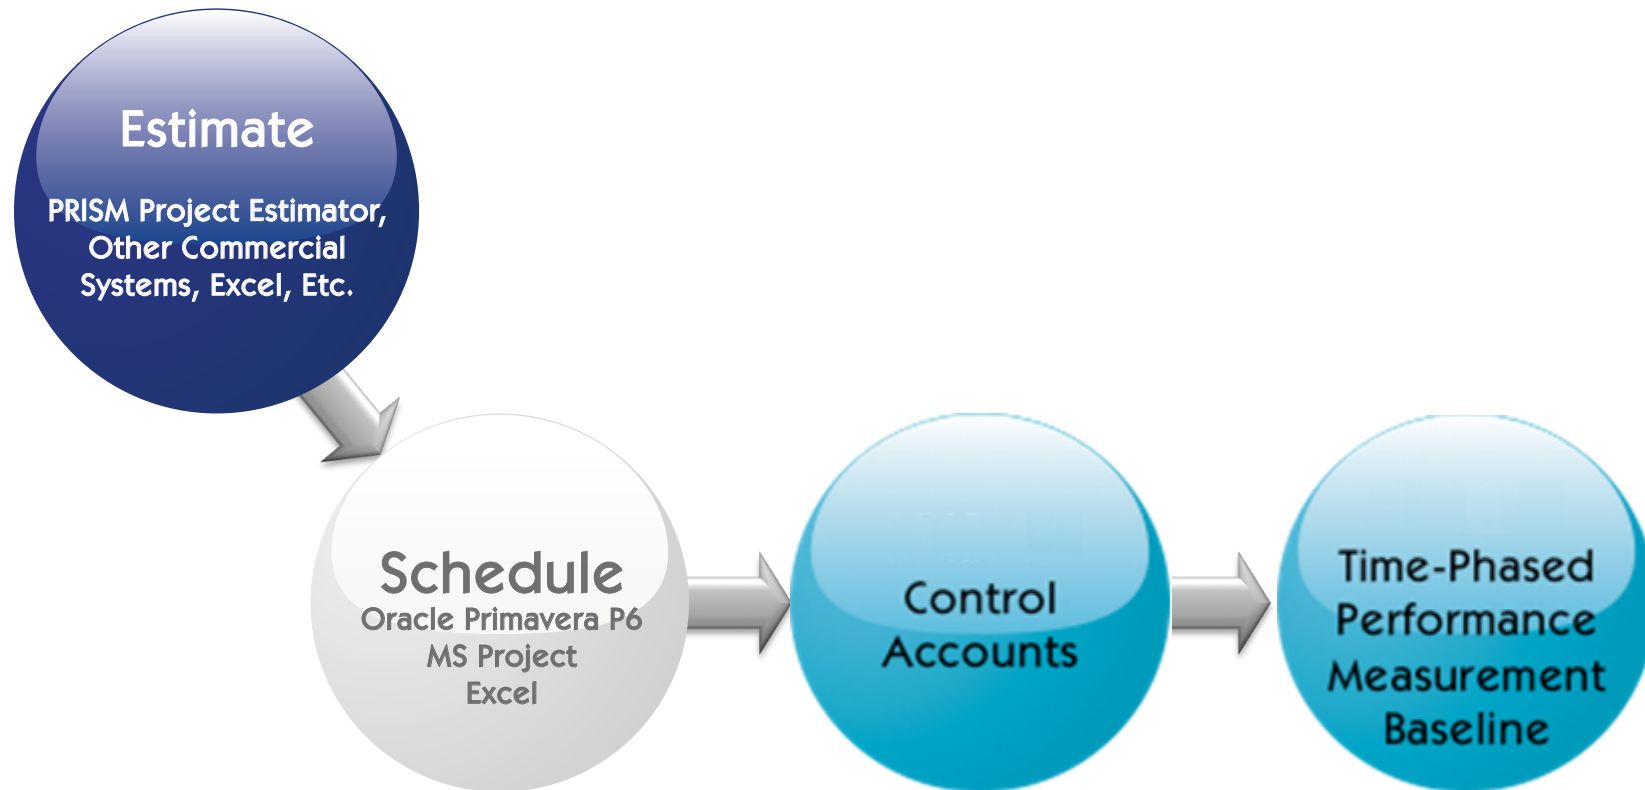 Estimate
PRISM Project Estimator,
Other Commercial
Systems, Excel, Etc.
Schedule
Oracle Primavera P6
MS Project
Excel
Control
Accounts
Time-Phased
Performance
Measurement
Baseline